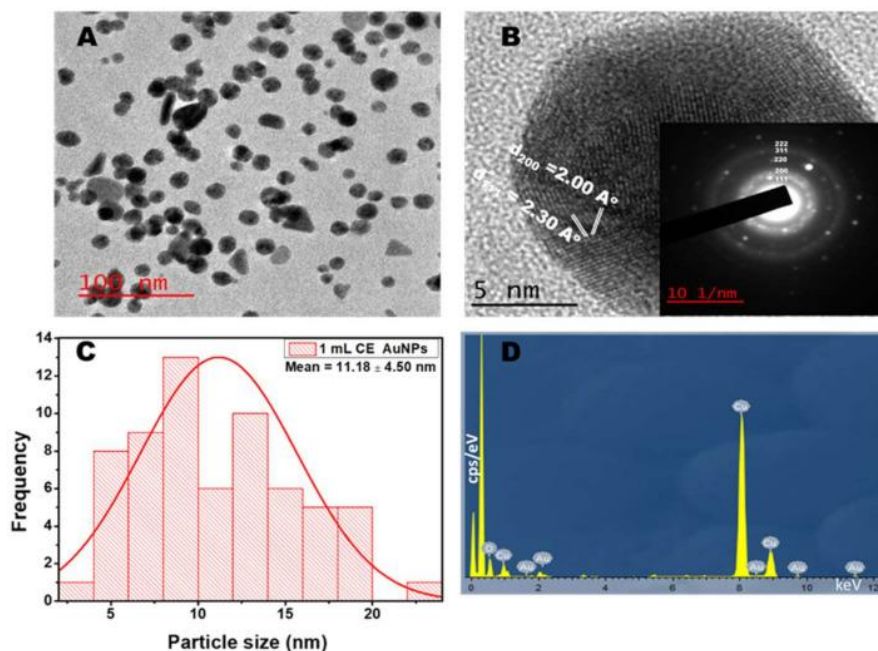 A
100 nm
B
d200 =2.00 A°
= 2.30 A°
5 nm
222
311
220
200
111
10 1/nm
C
1 mL CE AuNPs
Mean = 11.18 ± 4.50 nm
Frequency
14
12
10
8
6
4
2
0
5
10
15
20
Particle size (nm)
D
cps/eV
O
Cu
Au
Au
Cu
Au
Cu
Au
Au
0
2
4
6
8
10
12
keV